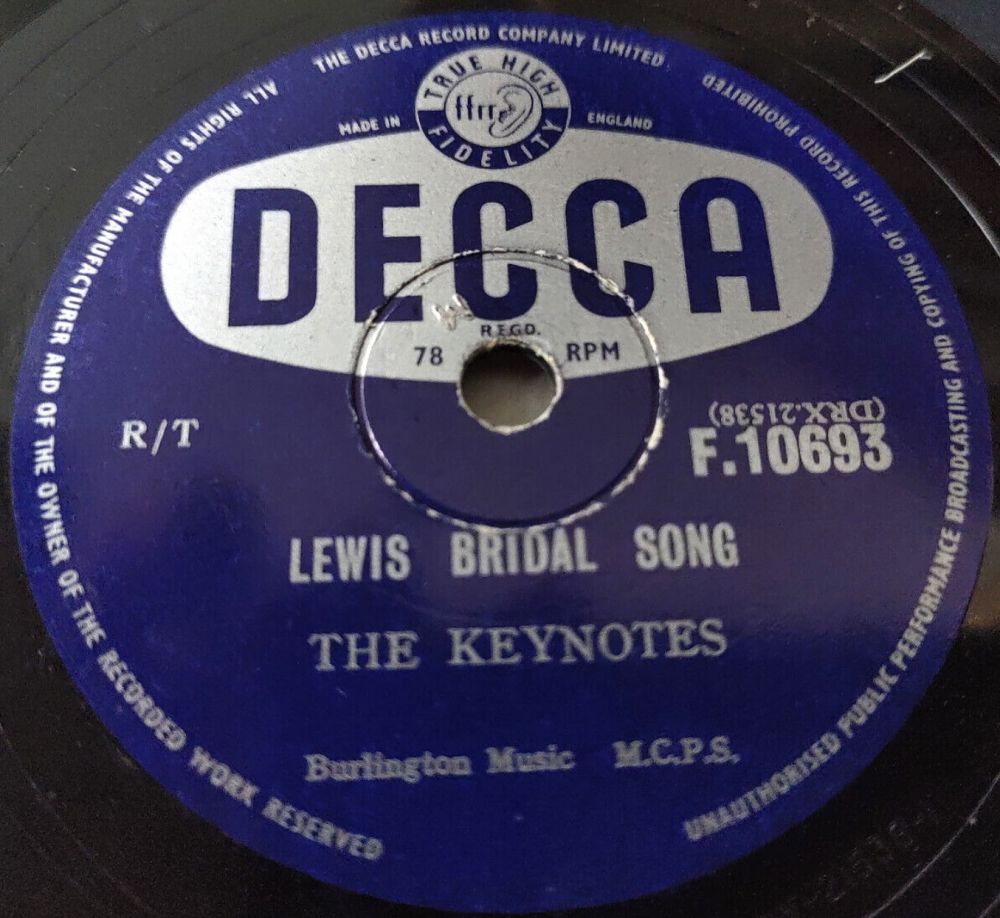 THE DECCA RECORD COMPANY LIMITED
ALL RIGHTS OF THE MANUFACTURER AND OF THE OWNER OF THE RECORDED WORK RESERVED
UNAUTHORISED PUBLIC PERFORMANCE BROADCASTING AND COPYING OF THIS RECORD PROHIBITED
TRUE HIGH
ffrr
FIDELITY
MADE IN ENGLAND
DECCA
REGD.
78 RPM
(DRX.21538)
R/T F.10693
LEWIS BRIDAL SONG
THE KEYNOTES
Burlington Music M.C.P.S.